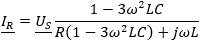 I_R = U_S (1 − 3ω²LC) / (R(1 − 3ω²LC) + jωL)